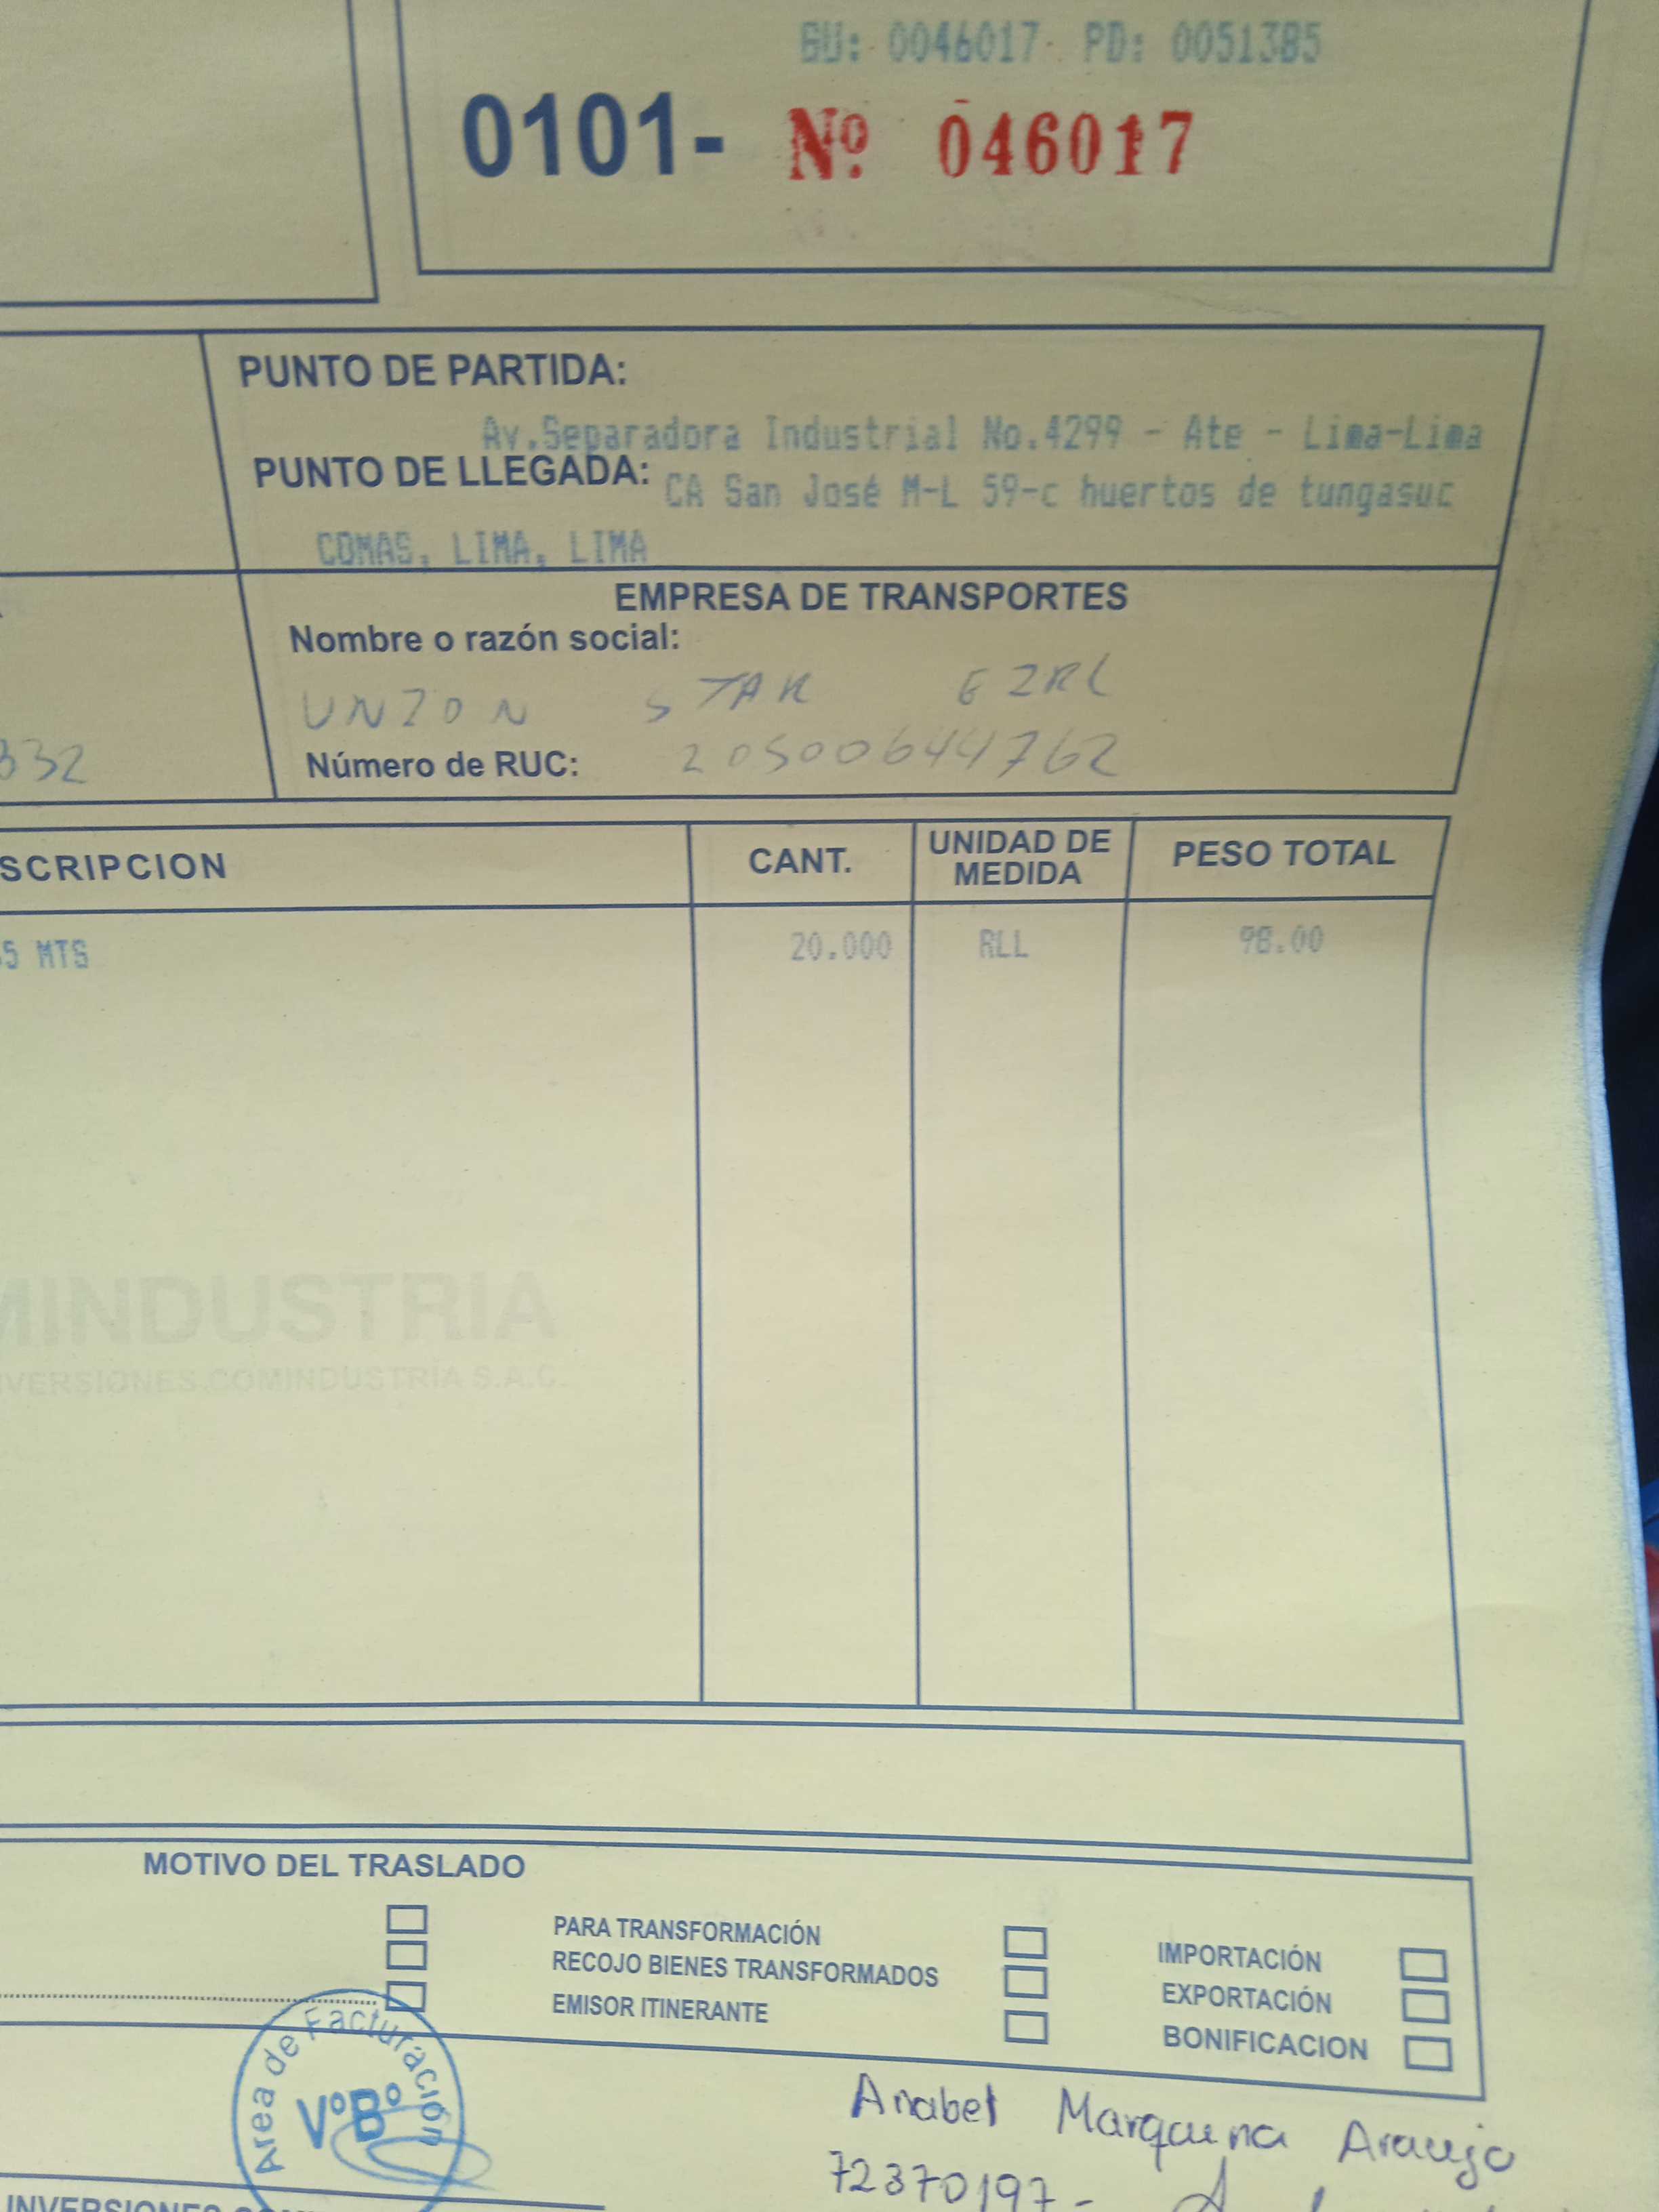 GU: 0046017 PD: 0051385
0101- Nº 046017
PUNTO DE PARTIDA:
Av.Separadora Industrial No.4299 - Ate - Lima-Lima
PUNTO DE LLEGADA: CA San José M-L 59-c huertos de tungasuc
COMAS, LIMA, LIMA
EMPRESA DE TRANSPORTES
Nombre o razón social:
UNION STAR EIRL
332
Número de RUC: 20500644762
SCRIPCION CANT. UNIDAD DE MEDIDA PESO TOTAL
5 MTS 20.000 RLL 98.00
MINDUSTRIA
VERSIONES COMINDUSTRÍA S.A.C.
MOTIVO DEL TRASLADO
PARA TRANSFORMACIÓN IMPORTACIÓN
RECOJO BIENES TRANSFORMADOS EXPORTACIÓN
EMISOR ITINERANTE BONIFICACION
Area de Facturación
VºBº
Anabel Marquina Araujo
72370197-
INVERSIONES